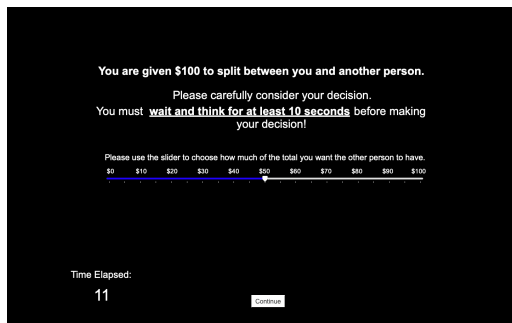 You are given $100 to split between you and another person.
Please carefully consider your decision.
You must wait and think for at least 10 seconds before making
your decision!
Please use the slider to choose how much of the total you want the other person to have.
$0 $10 $20 $30 $40 $50 $60 $70 $80 $90 $100
Time Elapsed:
11
Continue